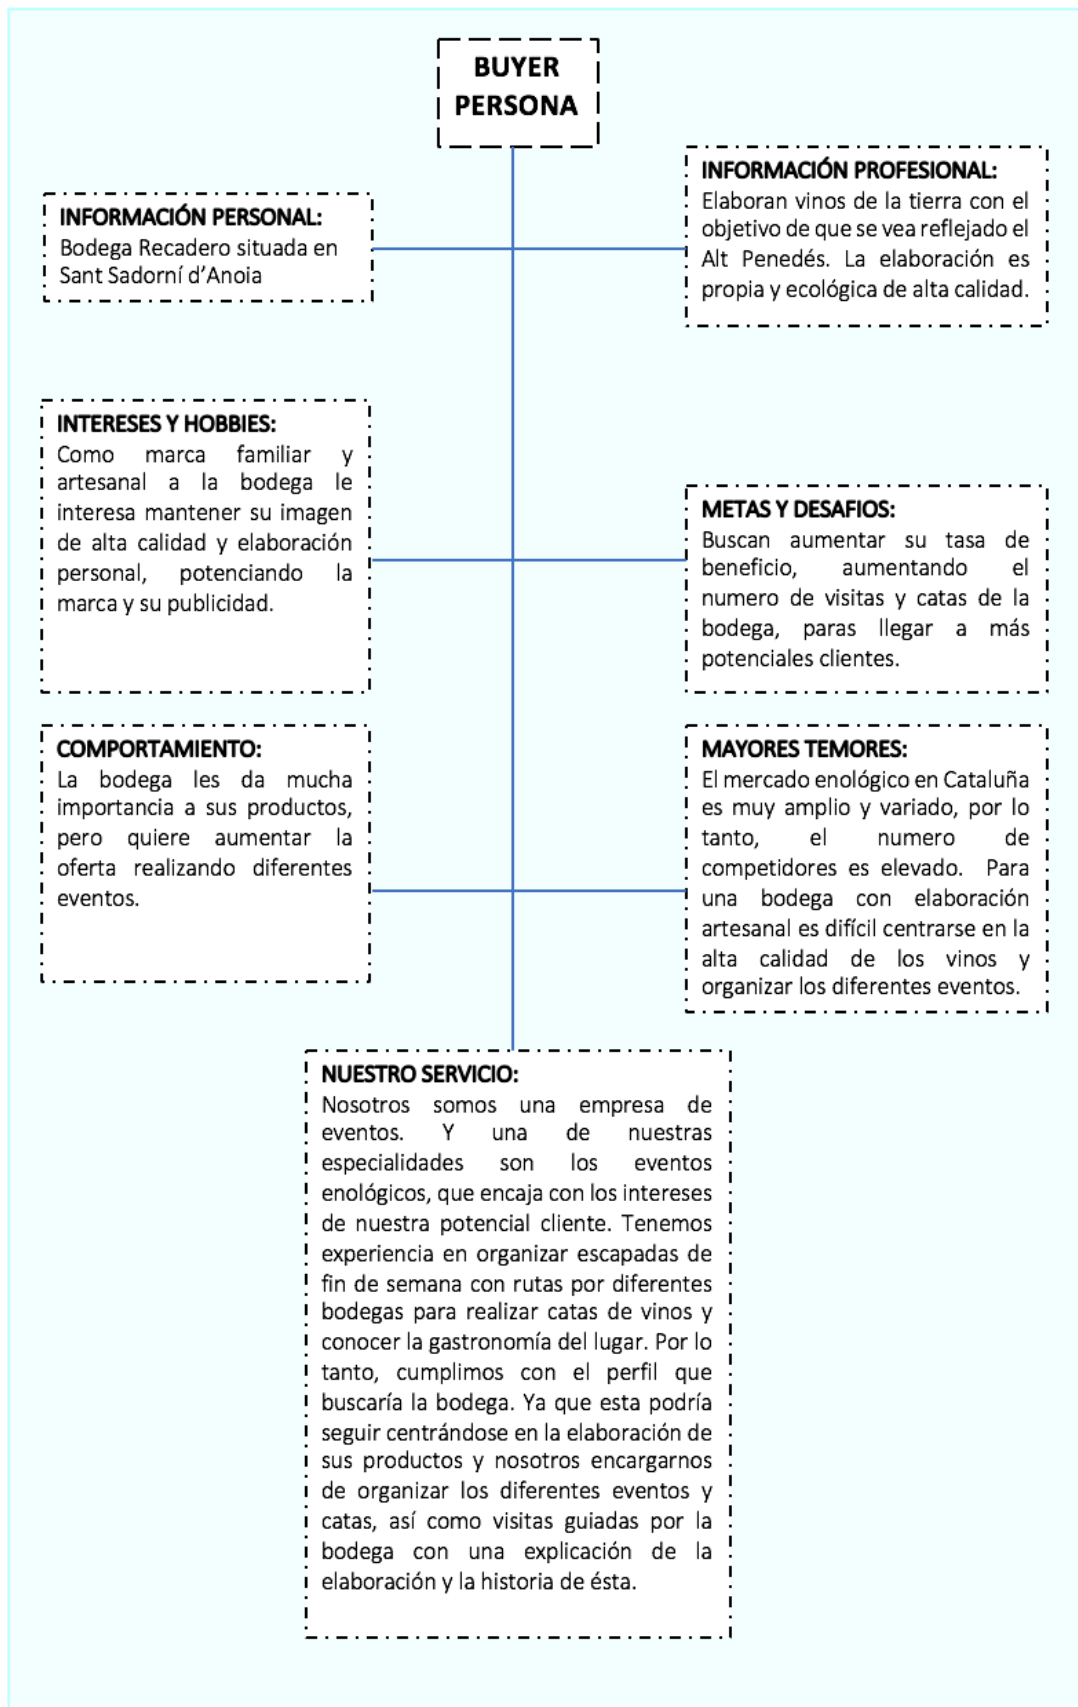 BUYER
PERSONA
INFORMACIÓN PERSONAL:
Bodega Recadero situada en
Sant Sadorní d'Anoia
INFORMACIÓN PROFESIONAL:
Elaboran vinos de la tierra con el
objetivo de que se vea reflejado el
Alt Penedés. La elaboración es
propia y ecológica de alta calidad.
INTERESES Y HOBBIES:
Como marca familiar y
artesanal a la bodega le
interesa mantener su imagen
de alta calidad y elaboración
personal, potenciando la
marca y su publicidad.
METAS Y DESAFIOS:
Buscan aumentar su tasa de
beneficio, aumentando el
numero de visitas y catas de la
bodega, paras llegar a más
potenciales clientes.
COMPORTAMIENTO:
La bodega les da mucha
importancia a sus productos,
pero quiere aumentar la
oferta realizando diferentes
eventos.
MAYORES TEMORES:
El mercado enológico en Cataluña
es muy amplio y variado, por lo
tanto, el numero de
competidores es elevado. Para
una bodega con elaboración
artesanal es difícil centrarse en la
alta calidad de los vinos y
organizar los diferentes eventos.
NUESTRO SERVICIO:
Nosotros somos una empresa de
eventos. Y una de nuestras
especialidades son los eventos
enológicos, que encaja con los intereses
de nuestra potencial cliente. Tenemos
experiencia en organizar escapadas de
fin de semana con rutas por diferentes
bodegas para realizar catas de vinos y
conocer la gastronomía del lugar. Por lo
tanto, cumplimos con el perfil que
buscaría la bodega. Ya que esta podría
seguir centrándose en la elaboración de
sus productos y nosotros encargarnos
de organizar los diferentes eventos y
catas, así como visitas guiadas por la
bodega con una explicación de la
elaboración y la historia de ésta.